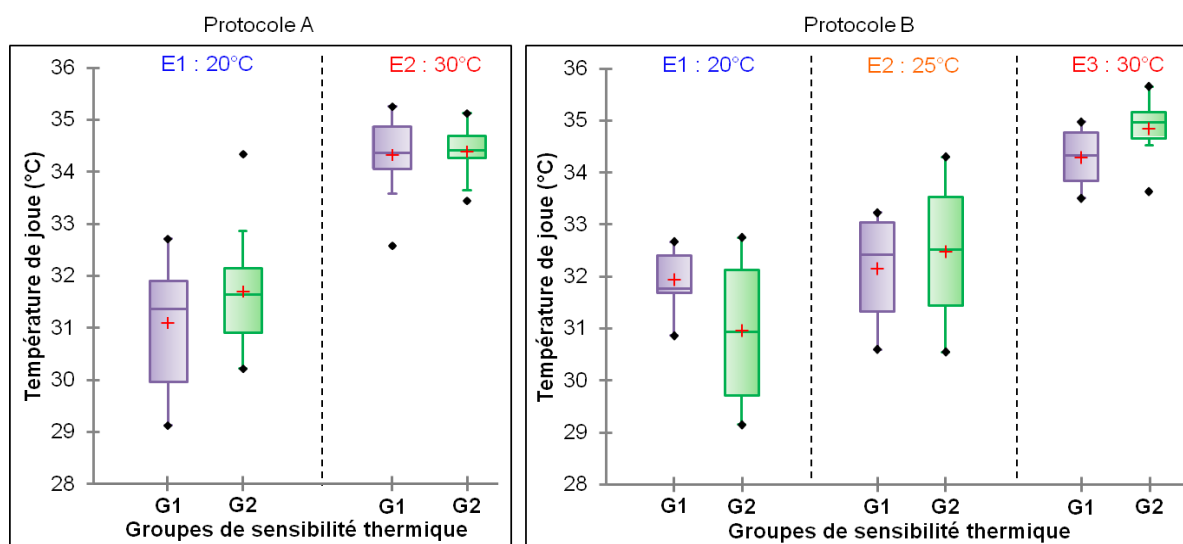 Protocole A
Protocole B
E1 : 20°C
E2 : 30°C
Température de joue (°C)
36
35
34
33
32
31
30
29
28
G1
G2
G1
G2
Groupes de sensibilité thermique
E1 : 20°C
E2 : 25°C
E3 : 30°C
Température de joue (°C)
36
35
34
33
32
31
30
29
28
G1
G2
G1
G2
G1
G2
Groupes de sensibilité thermique